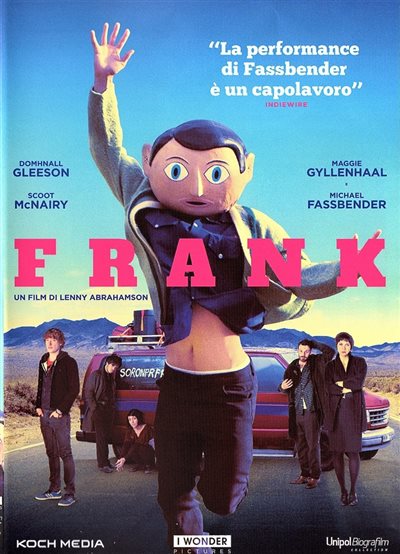 “La performance
di Fassbender
è un capolavoro”
INDIEWIRE
DOMHNALL
GLEESON
MAGGIE
GYLLENHAAL
SCOOT
McNAIRY
E
MICHAEL
FASSBENDER
FRANK
UN FILM DI LENNY ABRAHAMSON
SORONPRFB
KOCH MEDIA
I WONDER
PICTURES
UnipolBiografilm
COLLECTION